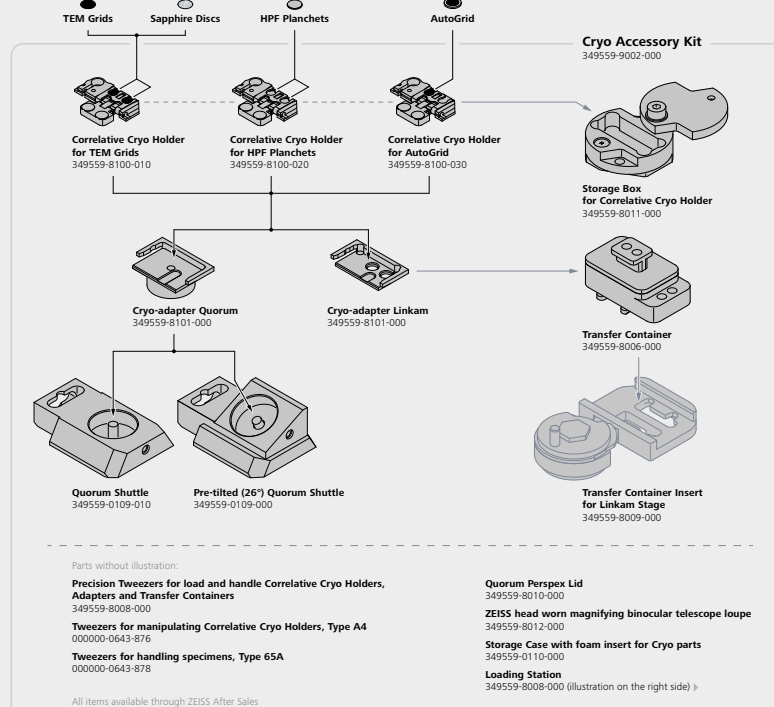 TEM Grids
Sapphire Discs
HPF Planchets
AutoGrid
Cryo Accessory Kit
349559-9002-000
Correlative Cryo Holder
for TEM Grids
349559-8100-010
Correlative Cryo Holder
for HPF Planchets
349559-8100-020
Correlative Cryo Holder
for AutoGrid
349559-8100-030
Storage Box
for Correlative Cryo Holder
349559-8011-000
Cryo-adapter Quorum
349559-8101-000
Cryo-adapter Linkam
349559-8101-000
Transfer Container
349559-8006-000
Quorum Shuttle
349559-0109-010
Pre-tilted (26°) Quorum Shuttle
349559-0109-000
Transfer Container Insert
for Linkam Stage
349559-8009-000
Parts without illustration:
Precision Tweezers for load and handle Correlative Cryo Holders,
Adapters and Transfer Containers
349559-8008-000
Tweezers for manipulating Correlative Cryo Holders, Type A4
000000-0643-876
Tweezers for handling specimens, Type 65A
000000-0643-878
Quorum Perspex Lid
349559-8010-000
ZEISS head worn magnifying binocular telescope loupe
349559-8012-000
Storage Case with foam insert for Cryo parts
349559-0110-000
Loading Station
349559-8008-000 (illustration on the right side)
All items available through ZEISS After Sales